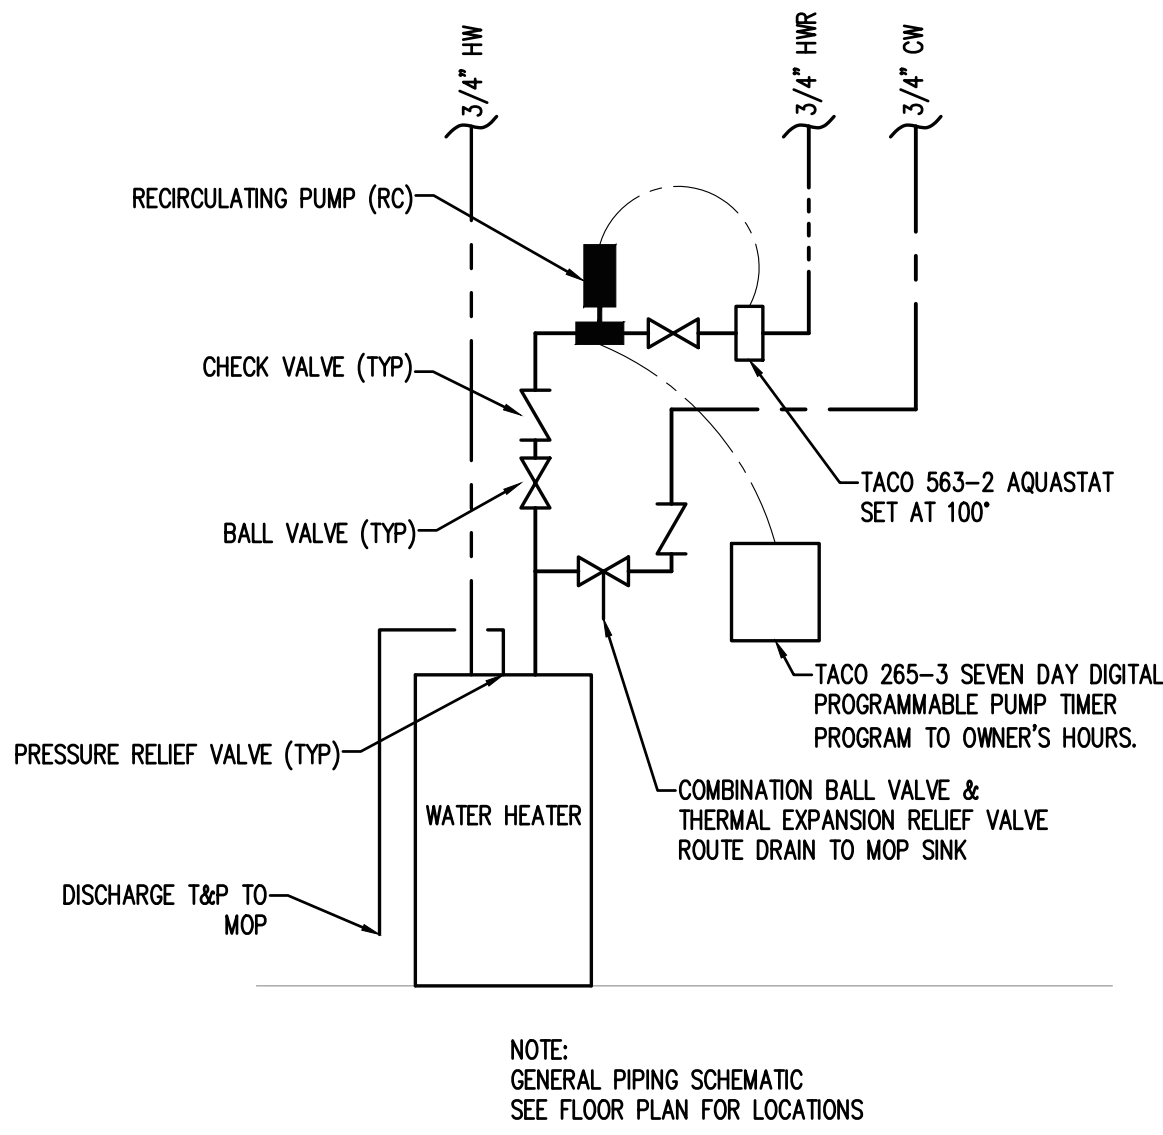 3/4" HW
3/4" HWR
3/4" CW
RECIRCULATING PUMP (RC)
CHECK VALVE (TYP)
TACO 563-2 AQUASTAT
SET AT 100°
BALL VALVE (TYP)
TACO 265-3 SEVEN DAY DIGITAL
PROGRAMMABLE PUMP TIMER
PROGRAM TO OWNER'S HOURS.
PRESSURE RELIEF VALVE (TYP)
COMBINATION BALL VALVE &
THERMAL EXPANSION RELIEF VALVE
ROUTE DRAIN TO MOP SINK
WATER HEATER
DISCHARGE T&P TO
MOP
NOTE:
GENERAL PIPING SCHEMATIC
SEE FLOOR PLAN FOR LOCATIONS